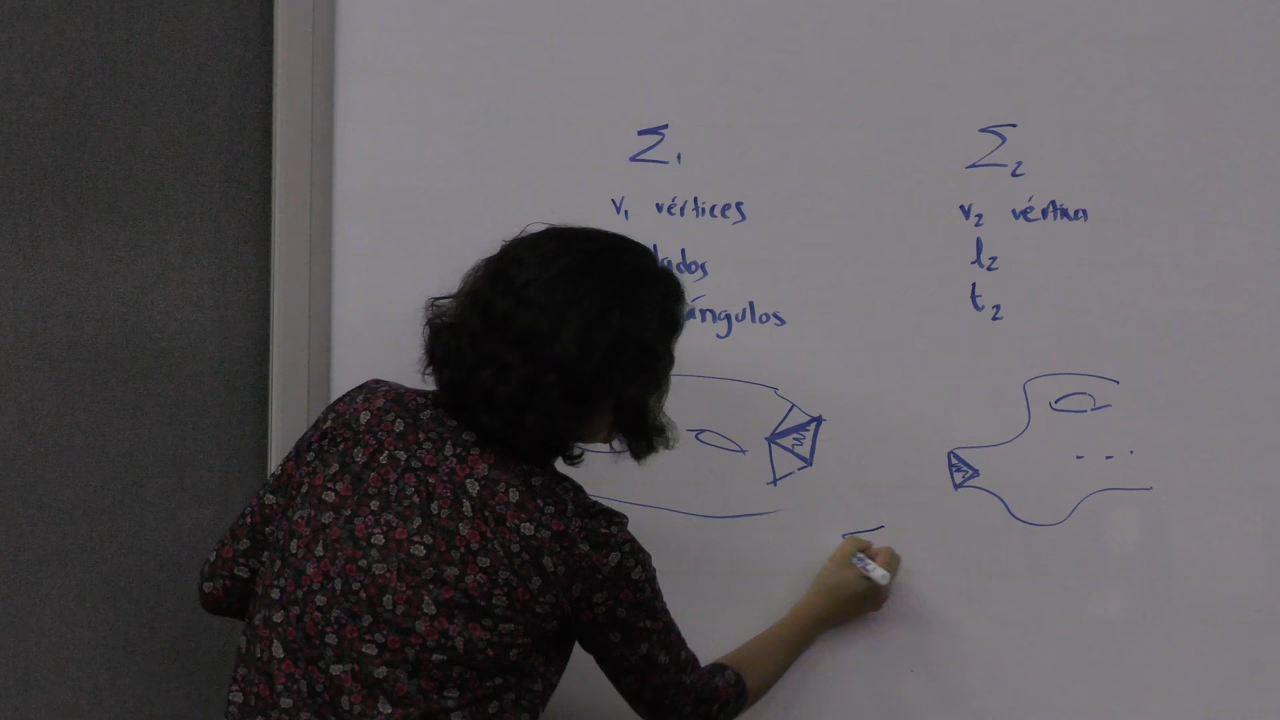 Σ₁
v₁ vértices
lados
ángulos
Σ₂
v₂ vértica
l₂
t₂